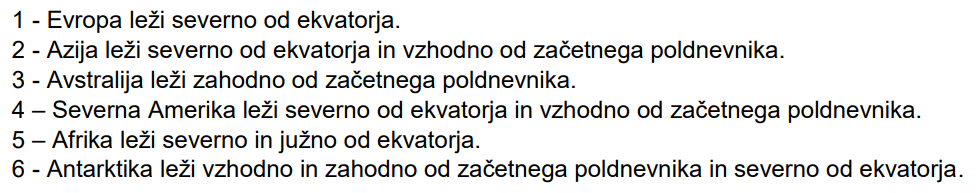 1 - Evropa leži severno od ekvatorja.
2 - Azija leži severno od ekvatorja in vzhodno od začetnega poldnevnika.
3 - Avstralija leži zahodno od začetnega poldnevnika.
4 – Severna Amerika leži severno od ekvatorja in vzhodno od začetnega poldnevnika.
5 – Afrika leži severno in južno od ekvatorja.
6 - Antarktika leži vzhodno in zahodno od začetnega poldnevnika in severno od ekvatorja.